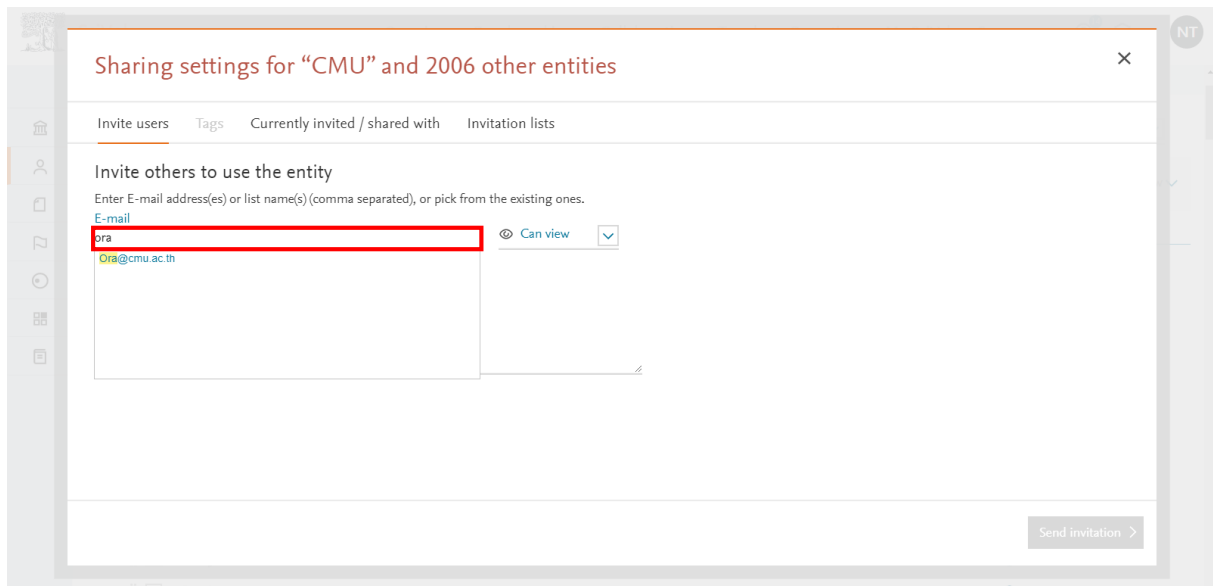 NT
Sharing settings for “CMU” and 2006 other entities
Invite users Tags Currently invited / shared with Invitation lists
Invite others to use the entity
Enter E-mail address(es) or list name(s) (comma separated), or pick from the existing ones.
E-mail
ora
Can view
Ora@cmu.ac.th
Send invitation